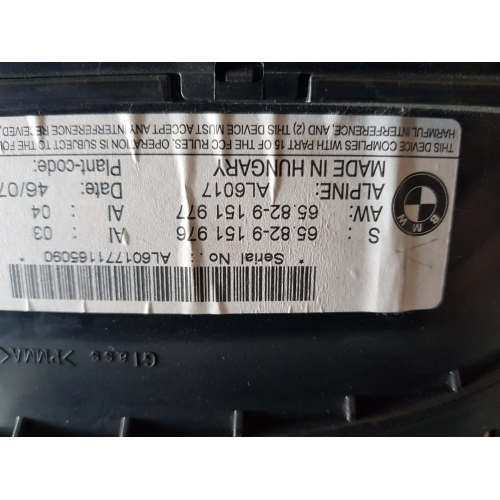 BMW
S : 65.82-9 151 976 AI 03
AW: 65.82-9 151 977 AI : 04
ALPINE: AL6017 Date: 46/07
MADE IN HUNGARY Plant-code:
THIS DEVICE COMPLIES WITH PART 15 OF THE FCC RULES. OPERATION IS SUBJECT TO THE
HARMFUL INTERFERENCE, AND (2) THIS DEVICE MUST ACCEPT ANY INTERFERENCE
* Serial No.: AL601771165090 *
Glass >PMMA<